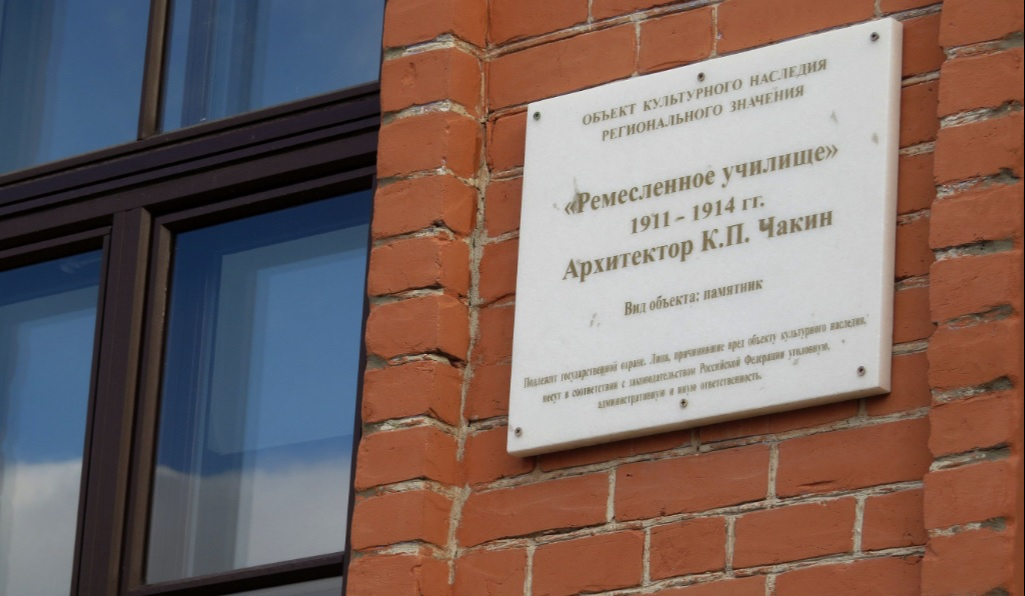 ОБЪЕКТ КУЛЬТУРНОГО НАСЛЕДИЯ
РЕГИОНАЛЬНОГО ЗНАЧЕНИЯ
«Ремесленное училище»
1911 – 1914 гг.
Архитектор К.П. Чакин
Вид объекта: памятник
Подлежит государственной охране. Лица, причинившие вред объекту культурного наследия,
несут в соответствии с законодательством Российской Федерации уголовную,
административную и иную ответственность.